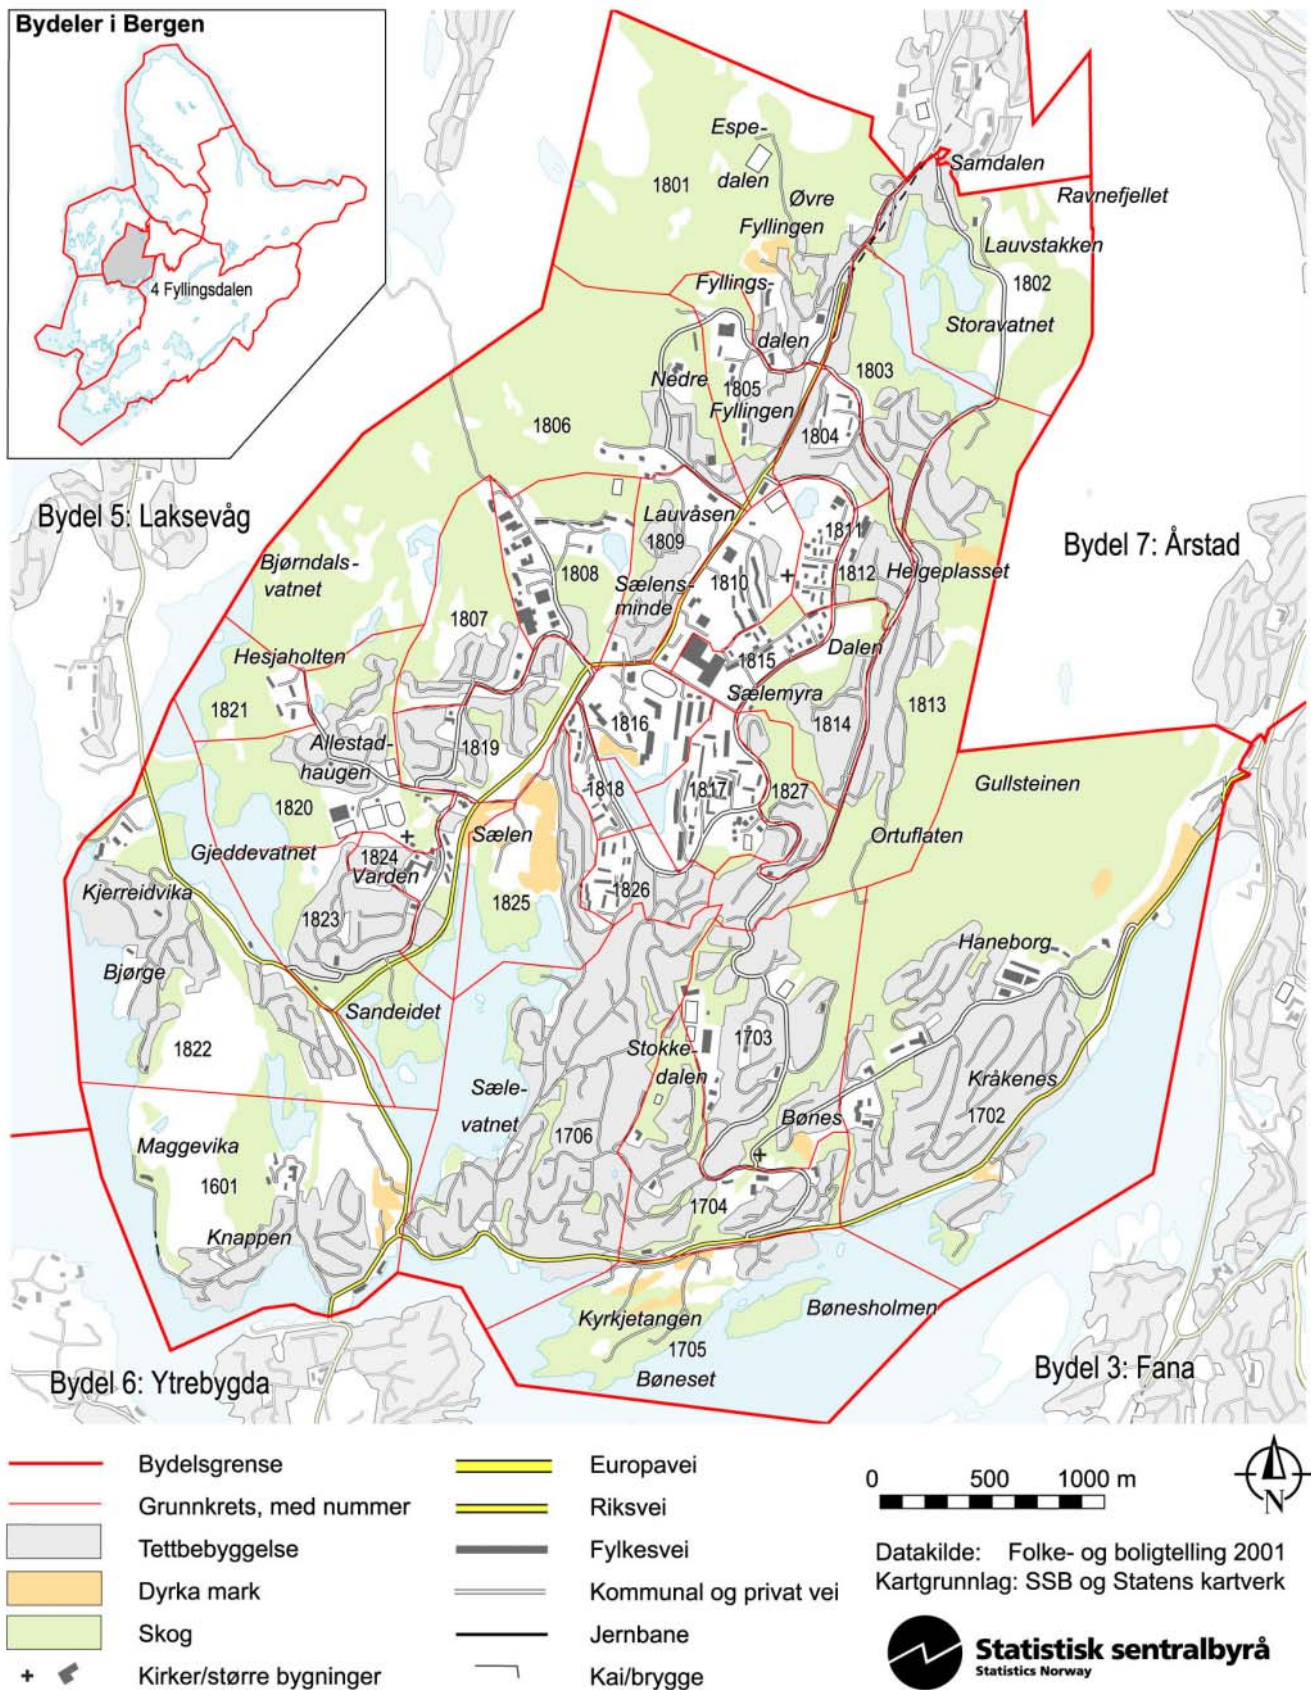 Bydeler i Bergen
4 Fyllingsdalen
Espe-
dalen
1801
Øvre
Fyllingen
Samdalen
Ravnefjellet
Lauvstakken
1802
Storavatnet
Fyllings-
dalen
1803
Nedre
1805
Fyllingen
1804
1806
Bydel 5: Laksevåg
Lauvåsen
1809
1811
Bydel 7: Årstad
Bjørndals-
vatnet
1808
Sælens-
minde
1810
1812
Helgeplasset
1807
Hesjaholten
1815
Dalen
Sælemyra
1821
1816
1814
1813
Allestad-
haugen
1819
1818
1817
1827
Gullsteinen
1820
Sælen
Ortuflaten
Gjeddevatnet
1824
Varden
Kjerreidvika
1823
1825
1826
Haneborg
Bjørge
Sandeidet
1822
Stokke-
dalen
1703
Kråkenes
1702
Sæle-
vatnet
Bønes
Maggevika
1706
1601
1704
Knappen
Kyrkjetangen
Bønesholmen
1705
Bøneset
Bydel 6: Ytrebygda
Bydel 3: Fana
Bydelsgrense
Grunnkrets, med nummer
Tettbebyggelse
Dyrka mark
Skog
Kirker/større bygninger
Europavei
Riksvei
Fylkesvei
Kommunal og privat vei
Jernbane
Kai/brygge
0 500 1000 m
N
Datakilde: Folke- og boligtelling 2001
Kartgrunnlag: SSB og Statens kartverk
Statistisk sentralbyrå
Statistics Norway